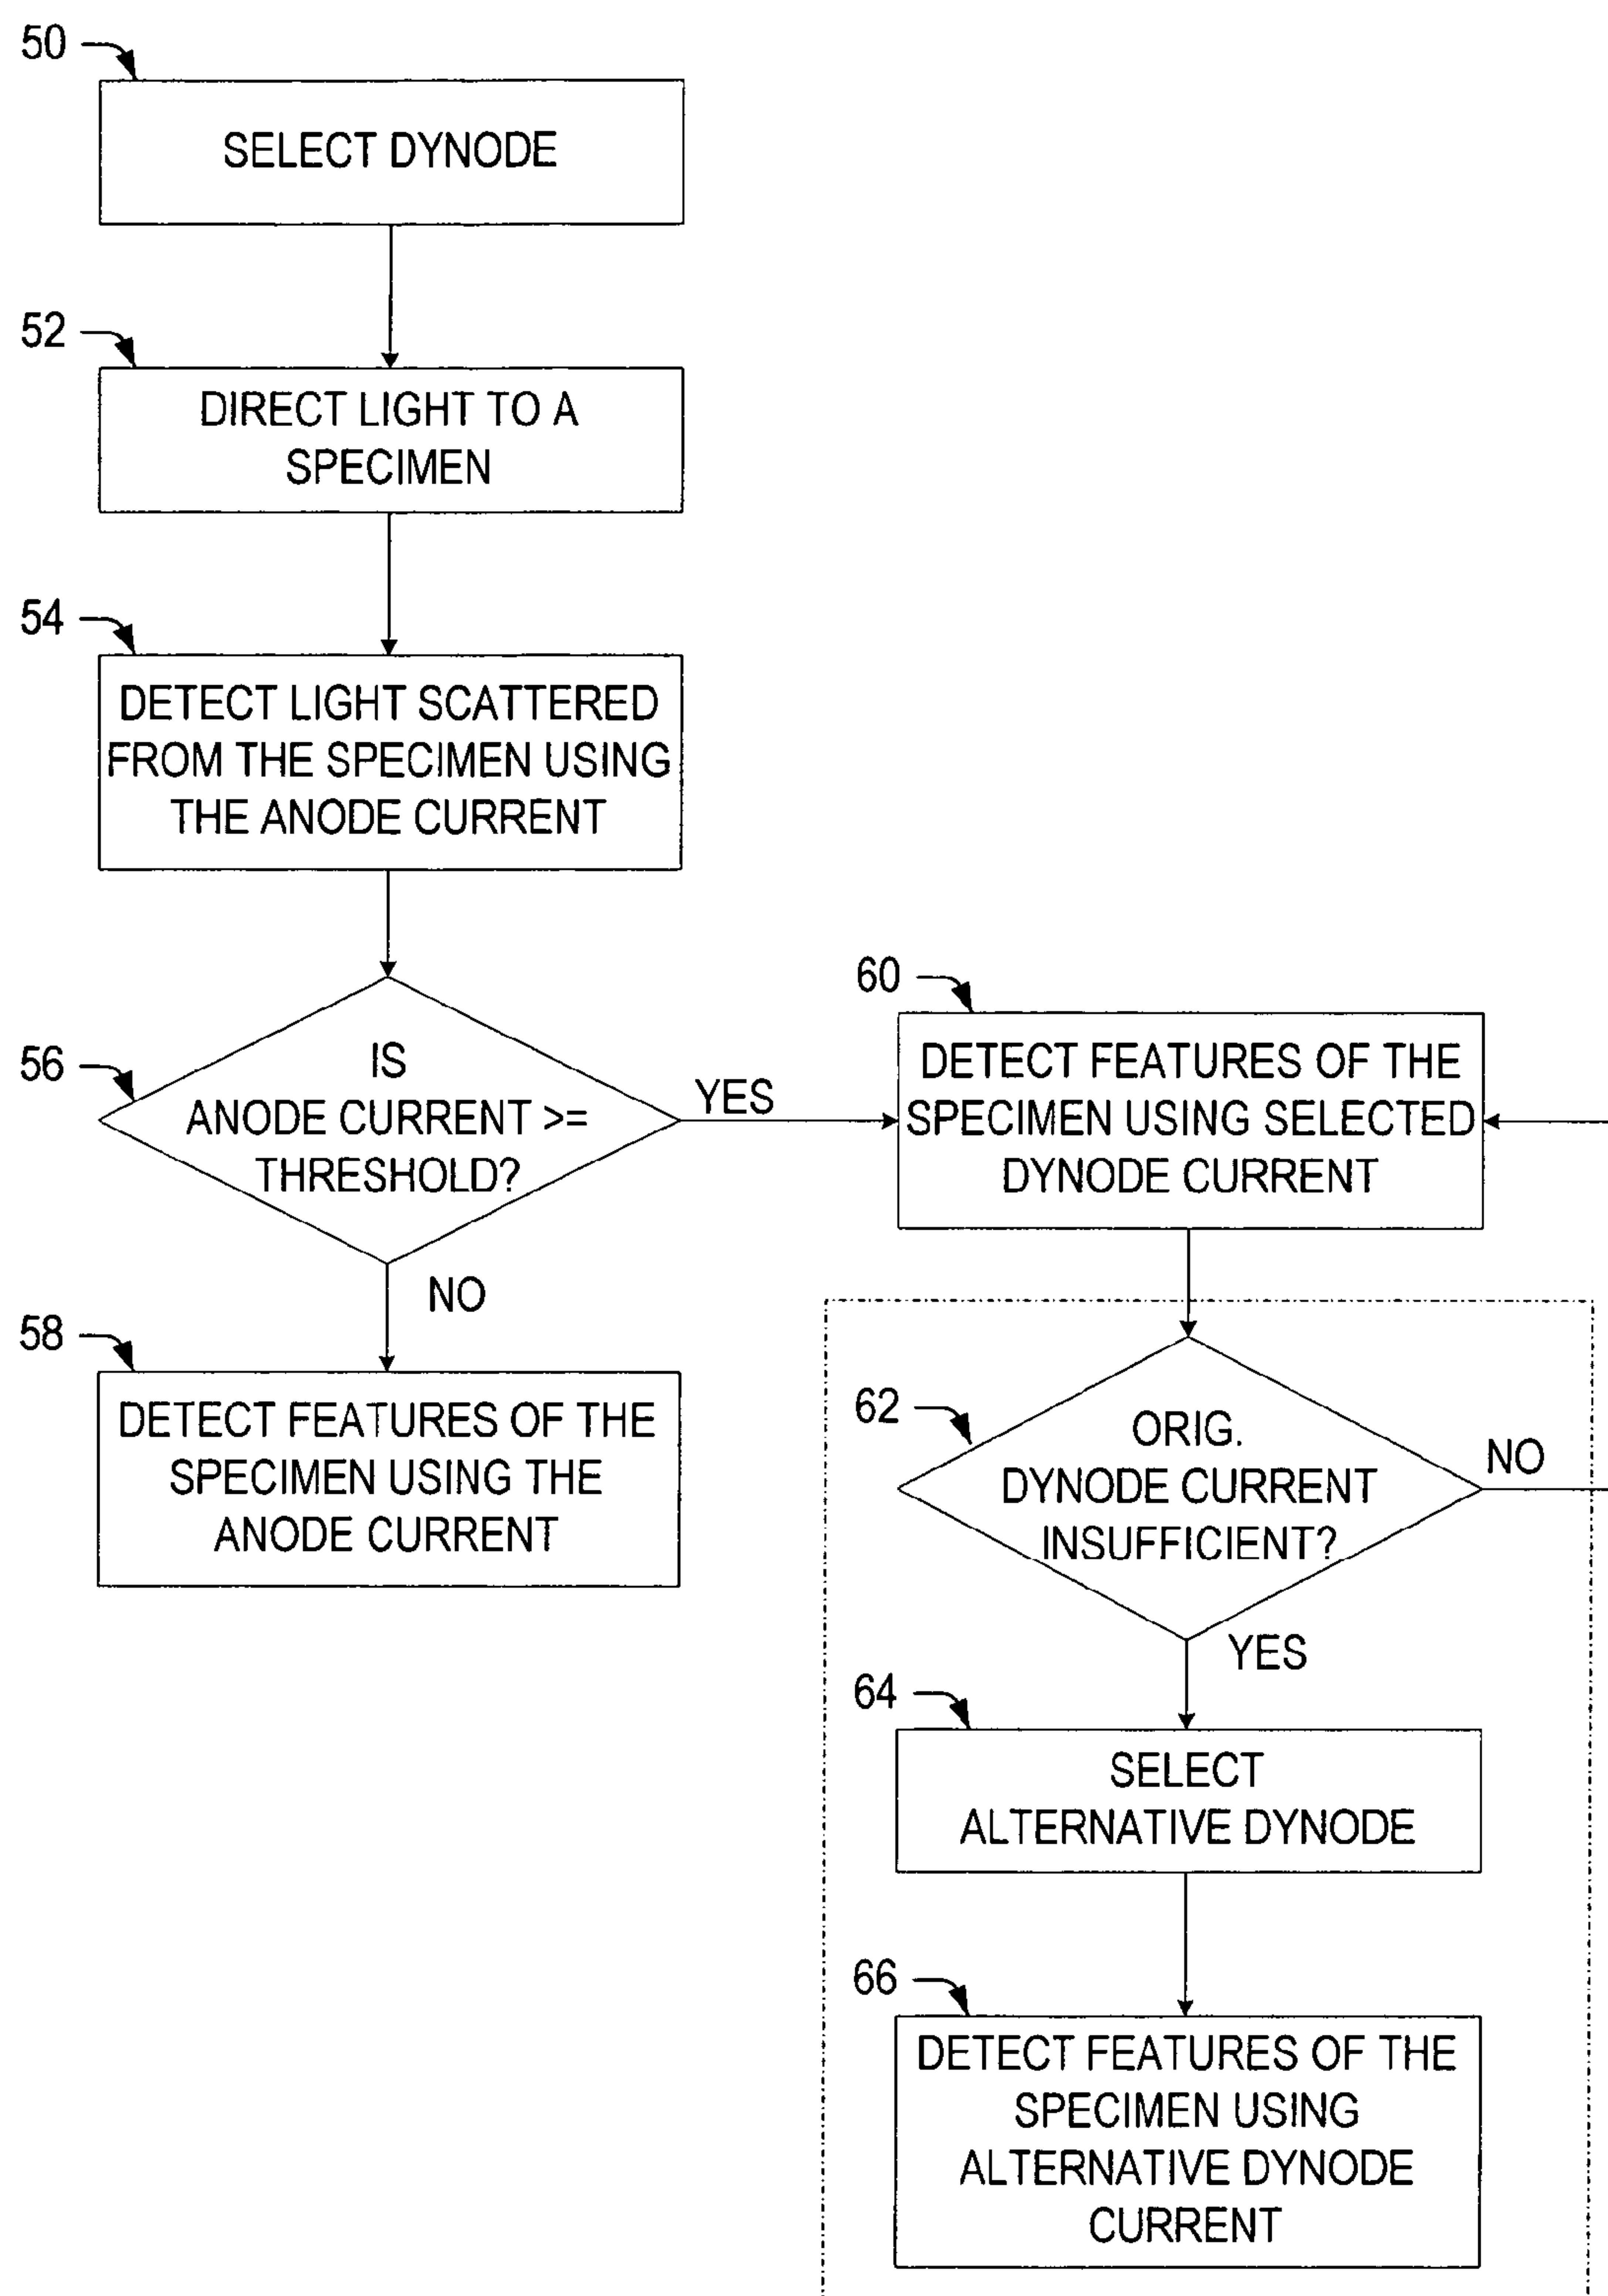 50
SELECT DYNODE
52
DIRECT LIGHT TO A
SPECIMEN
54
DETECT LIGHT SCATTERED
FROM THE SPECIMEN USING
THE ANODE CURRENT
56
IS
ANODE CURRENT >=
THRESHOLD?
YES
NO
58
DETECT FEATURES OF THE
SPECIMEN USING THE
ANODE CURRENT
60
DETECT FEATURES OF THE
SPECIMEN USING SELECTED
DYNODE CURRENT
62
ORIG.
DYNODE CURRENT
INSUFFICIENT?
NO
YES
64
SELECT
ALTERNATIVE DYNODE
66
DETECT FEATURES OF THE
SPECIMEN USING
ALTERNATIVE DYNODE
CURRENT